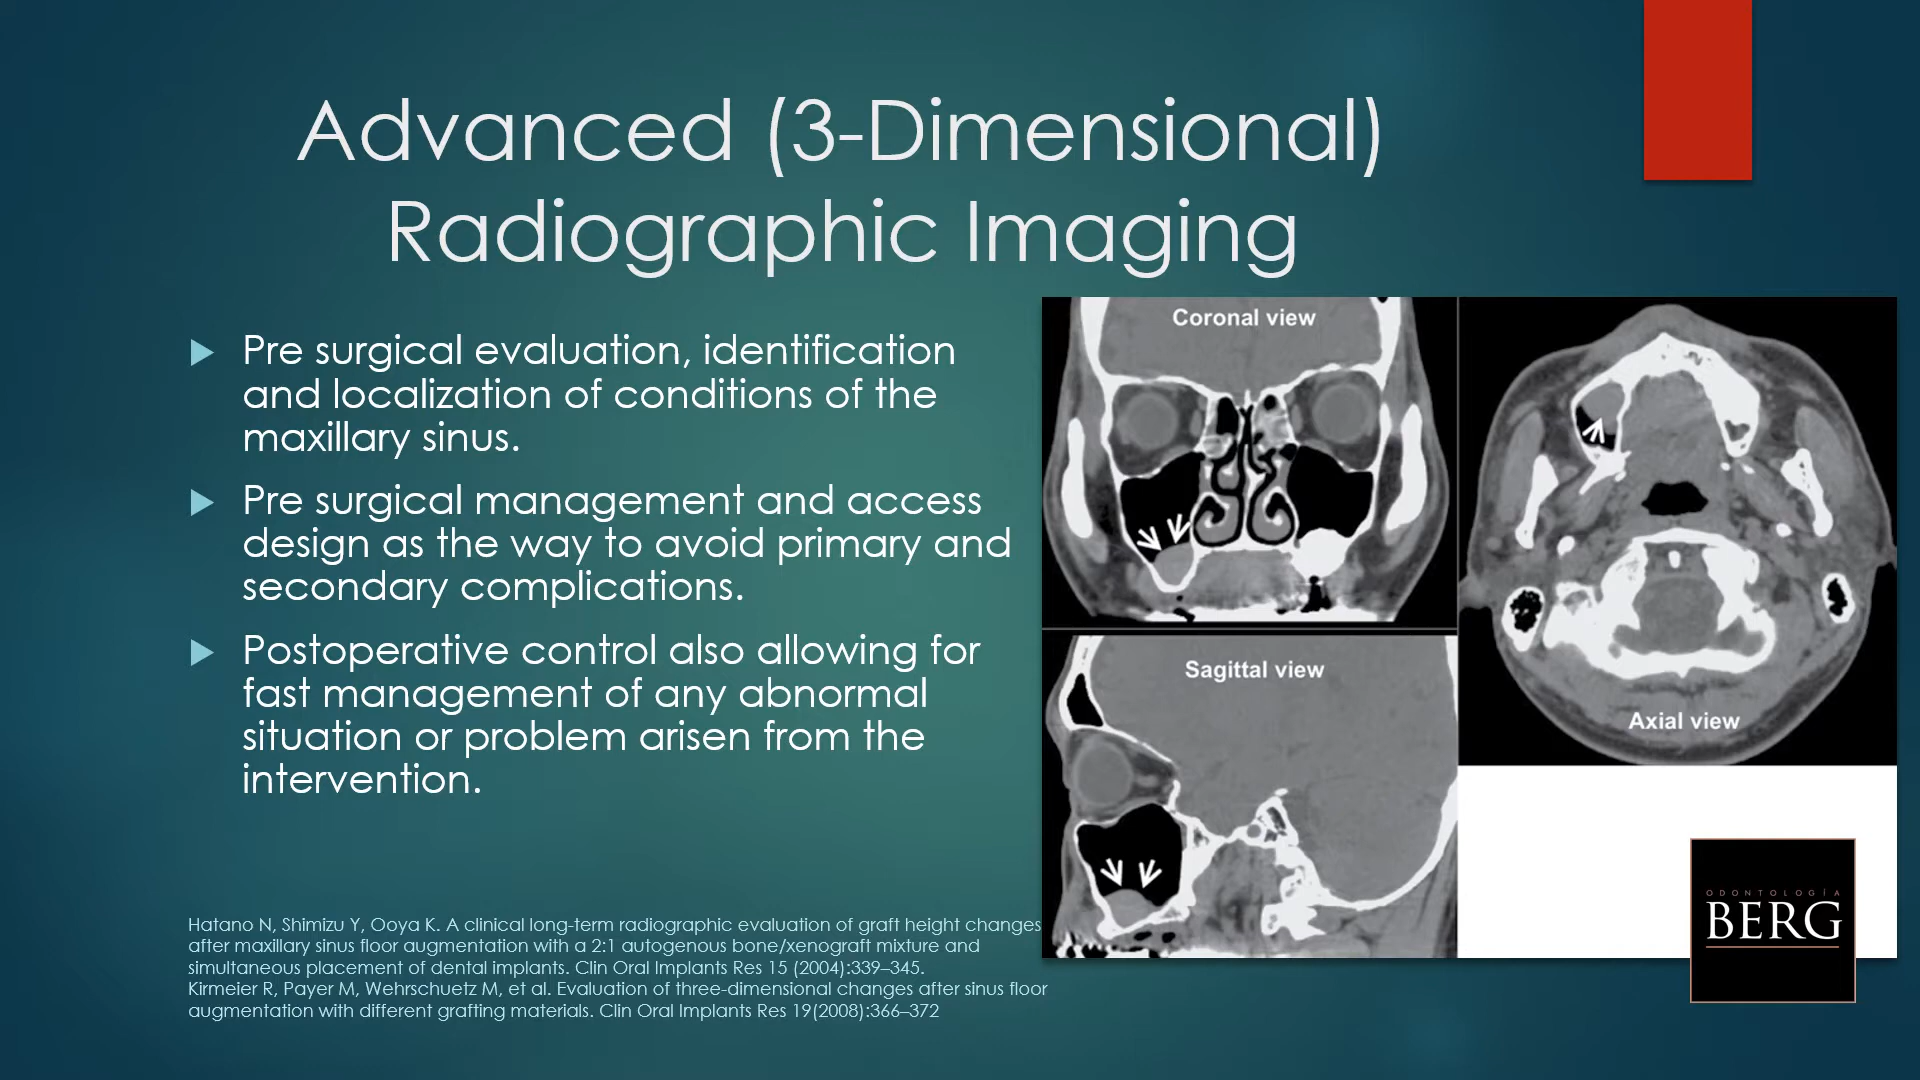 Advanced (3-Dimensional)
Radiographic Imaging
Pre surgical evaluation, identification
and localization of conditions of the
maxillary sinus.
Pre surgical management and access
design as the way to avoid primary and
secondary complications.
Postoperative control also allowing for
fast management of any abnormal
situation or problem arisen from the
intervention.
Coronal view
Sagittal view
Axial view
Hatano N, Shimizu Y, Ooya K. A clinical long-term radiographic evaluation of graft height changes
after maxillary sinus floor augmentation with a 2:1 autogenous bone/xenograft mixture and
simultaneous placement of dental implants. Clin Oral Implants Res 15 (2004):339–345.
Kirmeier R, Payer M, Wehrschuetz M, et al. Evaluation of three-dimensional changes after sinus floor
augmentation with different grafting materials. Clin Oral Implants Res 19(2008):366–372
ODONTOLOGÍA
BERG